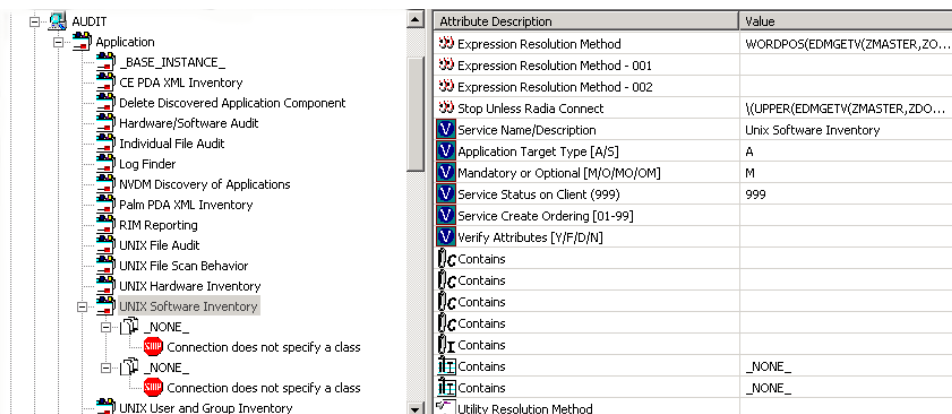 AUDIT
Application
_BASE_INSTANCE_
CE PDA XML Inventory
Delete Discovered Application Component
Hardware/Software Audit
Individual File Audit
Log Finder
NVDM Discovery of Applications
Palm PDA XML Inventory
RIM Reporting
UNIX File Audit
UNIX File Scan Behavior
UNIX Hardware Inventory
UNIX Software Inventory
_NONE_
STOP Connection does not specify a class
_NONE_
STOP Connection does not specify a class
UNIX User and Group Inventory
Attribute Description Value
Expression Resolution Method WORDPOS(EDMGETV(ZMASTER,ZO...
Expression Resolution Method - 001
Expression Resolution Method - 002
Stop Unless Radia Connect \(UPPER(EDMGETV(ZMASTER,ZDO...
V Service Name/Description Unix Software Inventory
V Application Target Type [A/S] A
V Mandatory or Optional [M/O/MO/OM] M
V Service Status on Client (999) 999
V Service Create Ordering [01-99]
V Verify Attributes [Y/F/D/N]
C Contains
C Contains
C Contains
C Contains
I Contains
I Contains _NONE_
I Contains _NONE_
Utility Resolution Method